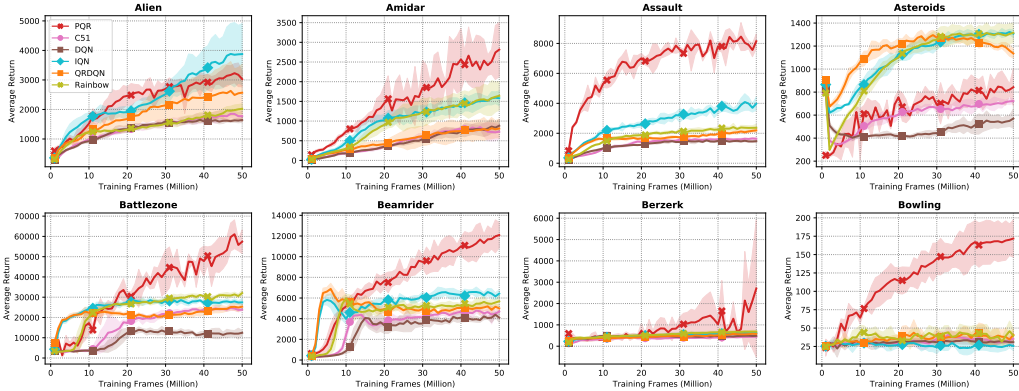 Alien
Amidar
Assault
Asteroids
Average Return
5000
4000
3000
2000
1000
PQR
C51
DQN
IQN
QRDQN
Rainbow
0 10 20 30 40 50
Training Frames (Million)
Average Return
3500
3000
2500
2000
1500
1000
500
0
0 10 20 30 40 50
Training Frames (Million)
Average Return
8000
6000
4000
2000
0
0 10 20 30 40 50
Training Frames (Million)
Average Return
1400
1200
1000
800
600
400
200
0 10 20 30 40 50
Training Frames (Million)
Battlezone
Beamrider
Berzerk
Bowling
Average Return
70000
60000
50000
40000
30000
20000
10000
0
0 10 20 30 40 50
Training Frames (Million)
Average Return
14000
12000
10000
8000
6000
4000
2000
0
0 10 20 30 40 50
Training Frames (Million)
Average Return
6000
5000
4000
3000
2000
1000
0
0 10 20 30 40 50
Training Frames (Million)
Average Return
200
175
150
125
100
75
50
25
0
0 10 20 30 40 50
Training Frames (Million)